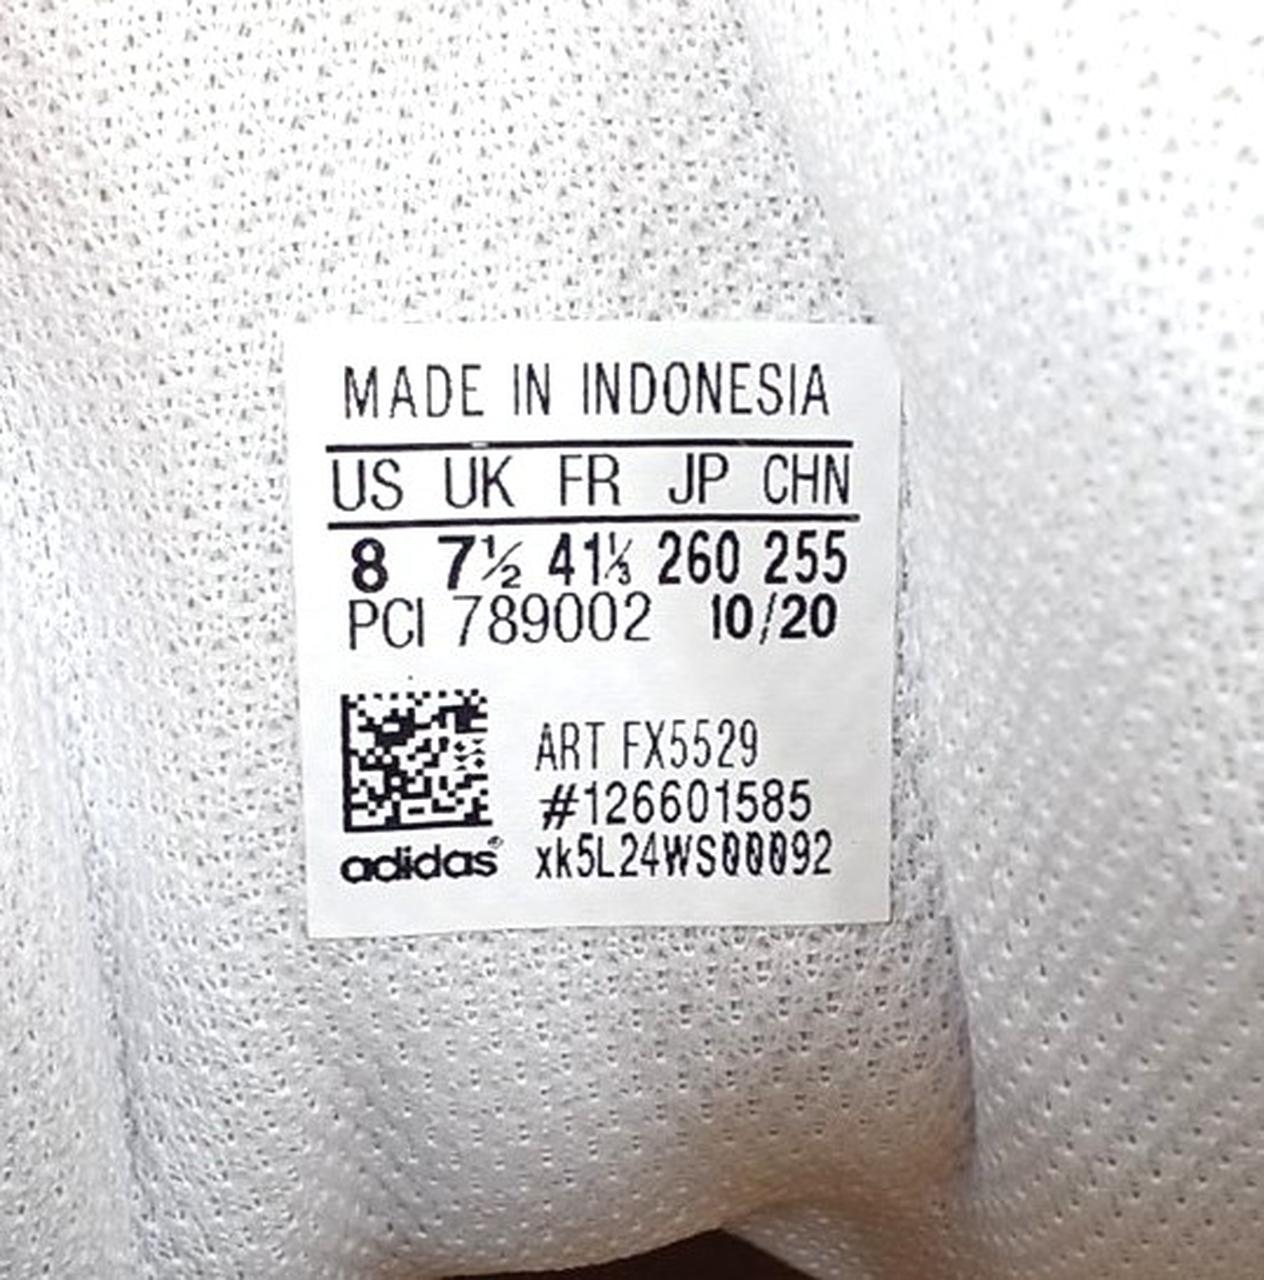 MADE IN INDONESIA
US UK FR JP CHN
8 7½ 41⅓ 260 255
PCI 789002 10/20
ART FX5529
#126601585
adidas® xk5L24WS00092